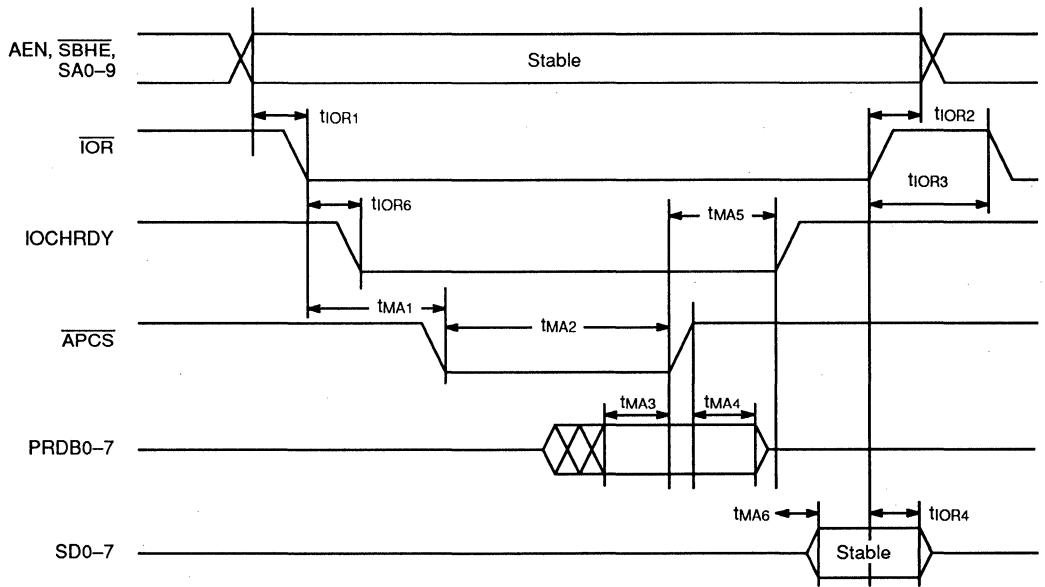 AEN, SBHE,
SA0–9
Stable
tIOR1
tIOR2
IOR
tIOR3
tIOR6
tMA5
IOCHRDY
tMA1
tMA2
APCS
tMA3
tMA4
PRDB0–7
tMA6
tIOR4
SD0–7
Stable